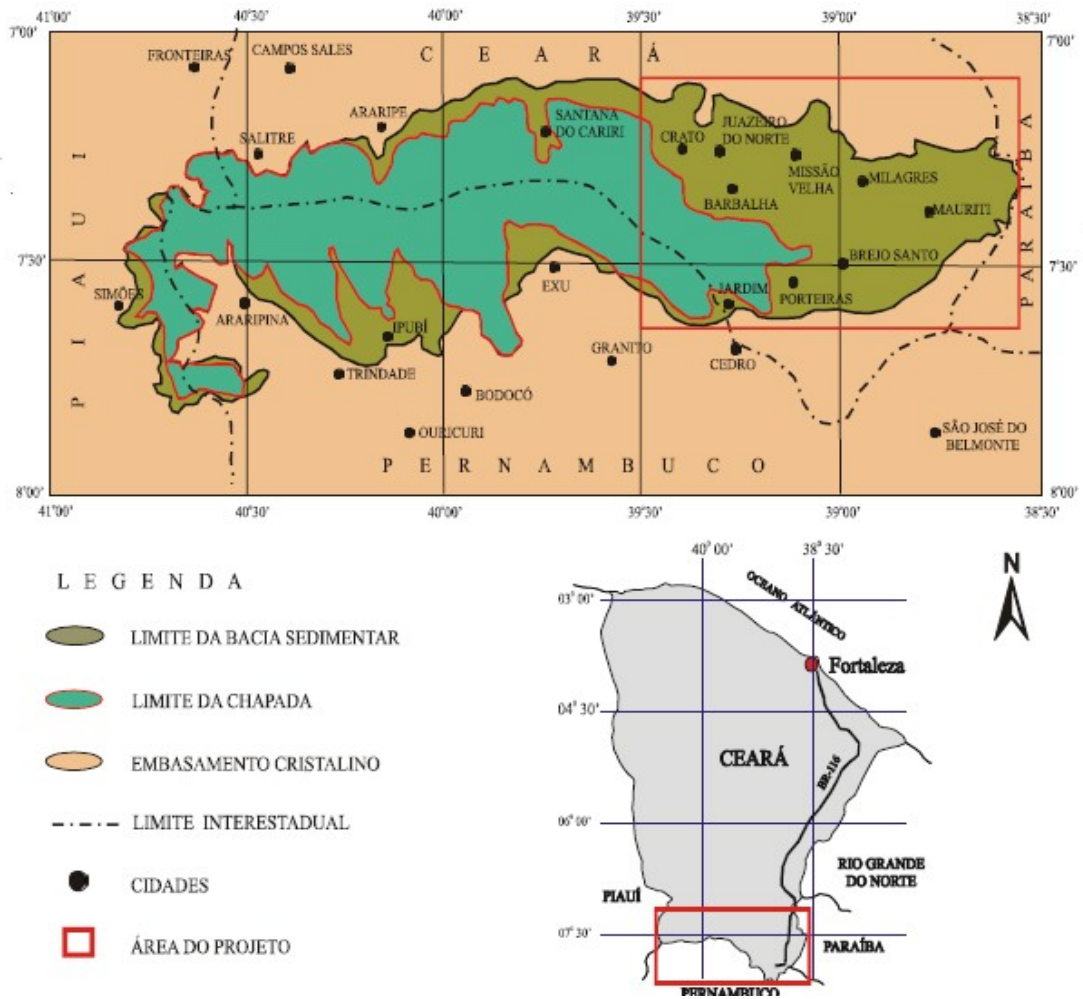 41°00'
40°30'
40°00'
39°30'
39°00'
38°30'
7°00'
7°00'
FRONTEIRAS
CAMPOS SALES
C E A R Á
ARARIPE
SANTANA
DO CARIRI
CRATO
JUAZEIRO
DO NORTE
SALITRE
MISSÃO
VELHA
MILAGRES
BARBALHA
MAURITI
P I A U I
PARAÍBA
7°30'
7°30'
BREJO SANTO
SIMÕES
ARARIPINA
EXU
JARDIM
PORTEIRAS
IPUBÍ
GRANITO
CEDRO
TRINDADE
BODOCÓ
OURICURI
SÃO JOSÉ DO
BELMONTE
P E R N A M B U C O
8°00'
8°00'
41°00'
40°30'
40°00'
39°30'
39°00'
38°30'
L E G E N D A
LIMITE DA BACIA SEDIMENTAR
LIMITE DA CHAPADA
EMBASAMENTO CRISTALINO
LIMITE INTERESTADUAL
CIDADES
ÁREA DO PROJETO
40°00'
38°30'
N
03°00'
OCEANO ATLÂNTICO
Fortaleza
04°30'
CEARÁ
BR-116
06°00'
RIO GRANDE
DO NORTE
PIAUÍ
07°30'
PARAÍBA
PERNAMBUCO